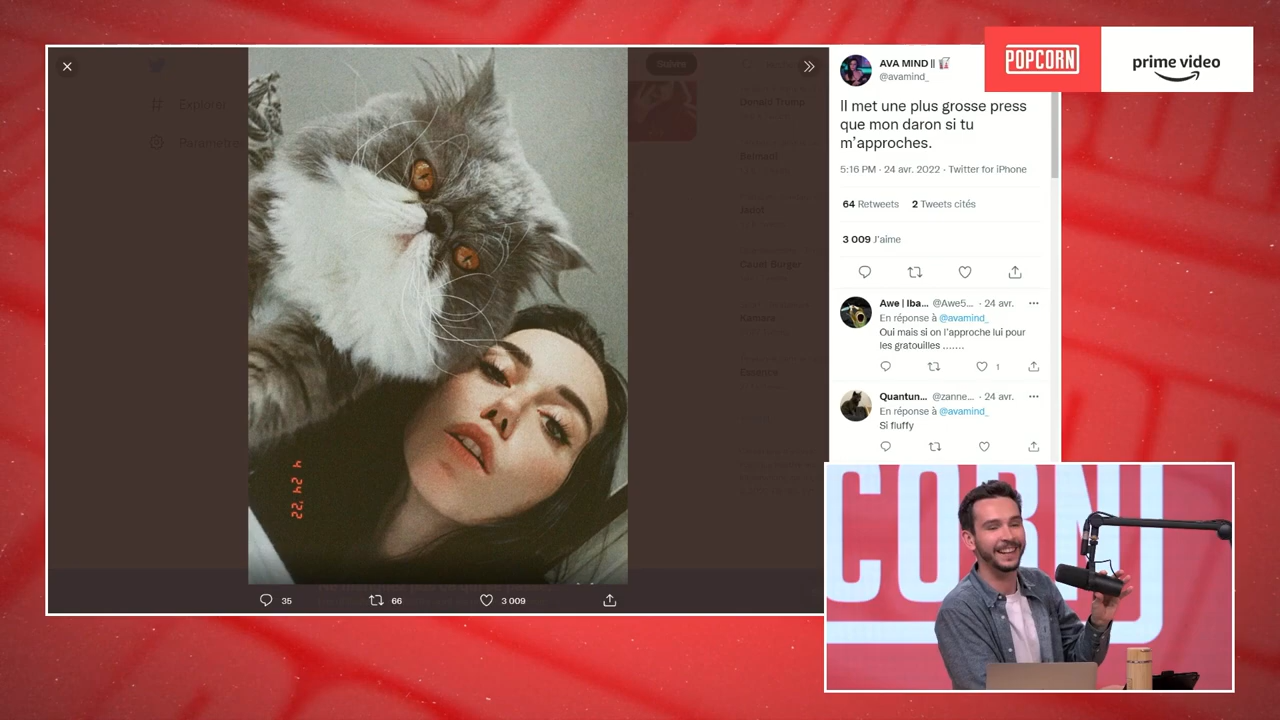 POPCORN
prime video
Suivre
Explorer
Donald Trump
AVA MIND ||
@avamind_
Il met une plus grosse press
que mon daron si tu
m'approches.
5:16 PM · 24 avr. 2022 · Twitter for iPhone
64 Retweets 2 Tweets cités
3 009 J'aime
Awe | Iba... @Awe5... · 24 avr.
En réponse à @avamind_
Oui mais si on l'approche lui pour
les gratouilles .......
1
Quantun... @zanne... · 24 avr.
En réponse à @avamind_
Si fluffy
4 24 '22
35 66 3 009
CORN